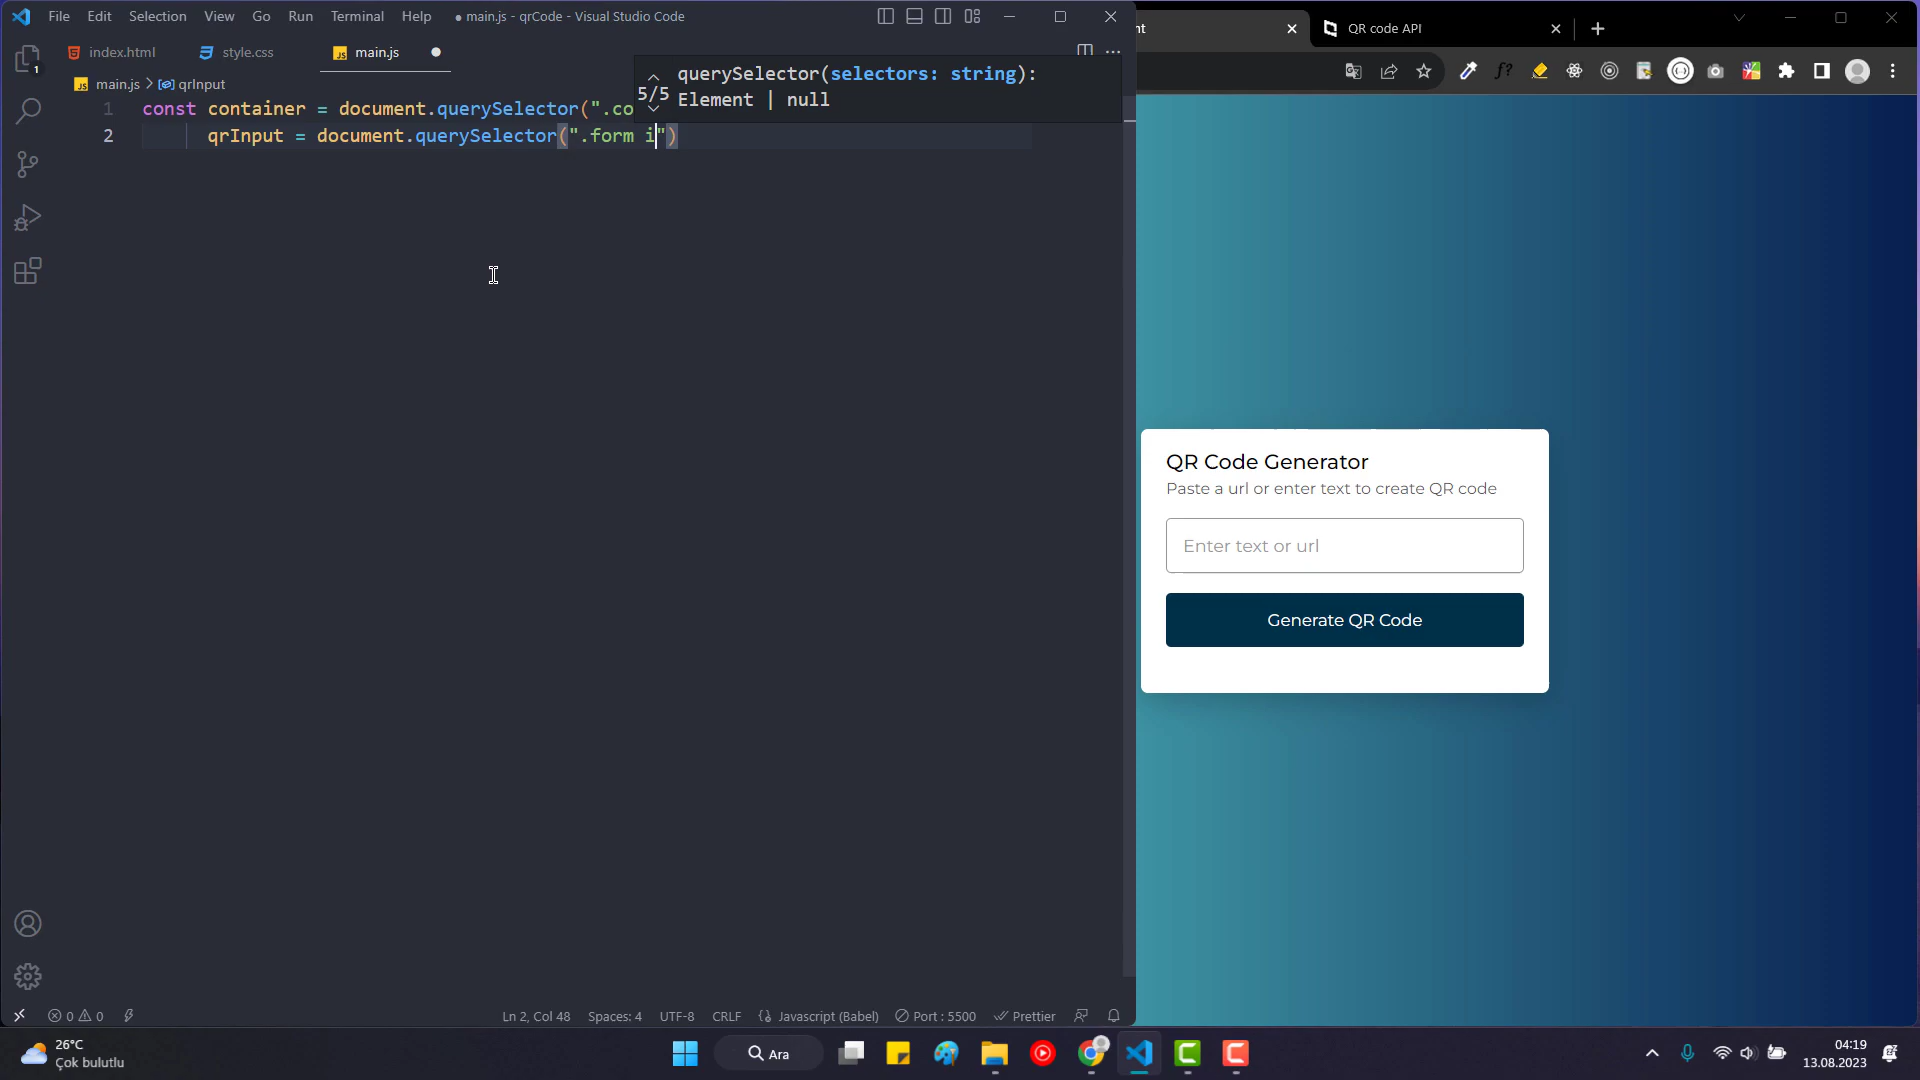 File Edit Selection View Go Run Terminal Help ● main.js - qrCode - Visual Studio Code
index.html style.css main.js
main.js > qrInput
querySelector(selectors: string):
5/5
Element | null
1 const container = document.querySelector(".co
2 qrInput = document.querySelector(".form i")
1
0 0
Ln 2, Col 48 Spaces: 4 UTF-8 CRLF Javascript (Babel) Port : 5500 Prettier
nt
QR code API
QR Code Generator
Paste a url or enter text to create QR code
Enter text or url
Generate QR Code
26°C
Çok bulutlu
Ara
04:19
13.08.2023